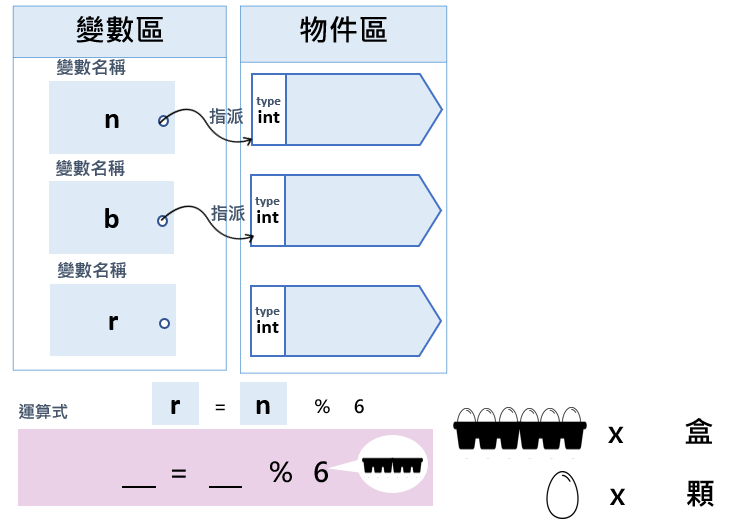 變數區
物件區
變數名稱
n
指派
type
int
變數名稱
b
指派
type
int
變數名稱
r
type
int
運算式
r = n % 6
__ = __ % 6
x 盒
x 顆